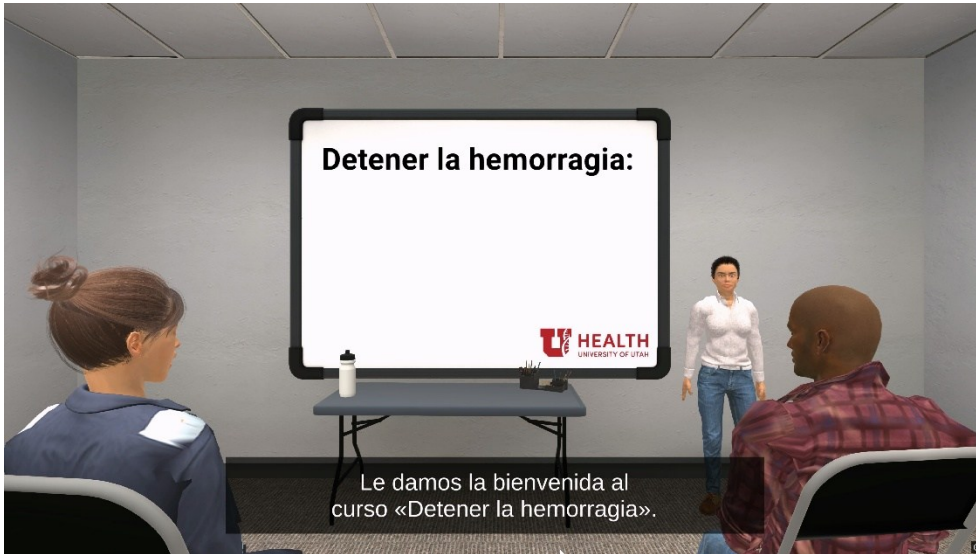 Detener la hemorragia:
HEALTH
UNIVERSITY OF UTAH
Le damos la bienvenida al
curso «Detener la hemorragia».